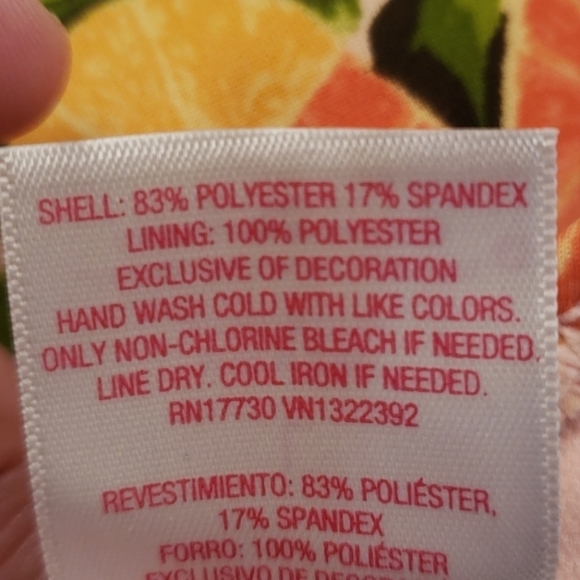 SHELL: 83% POLYESTER 17% SPANDEX
LINING: 100% POLYESTER
EXCLUSIVE OF DECORATION
HAND WASH COLD WITH LIKE COLORS.
ONLY NON-CHLORINE BLEACH IF NEEDED.
LINE DRY. COOL IRON IF NEEDED.
RN17730 VN1322392
REVESTIMIENTO: 83% POLIÉSTER,
17% SPANDEX
FORRO: 100% POLIÉSTER
EXCLUSIVO DE